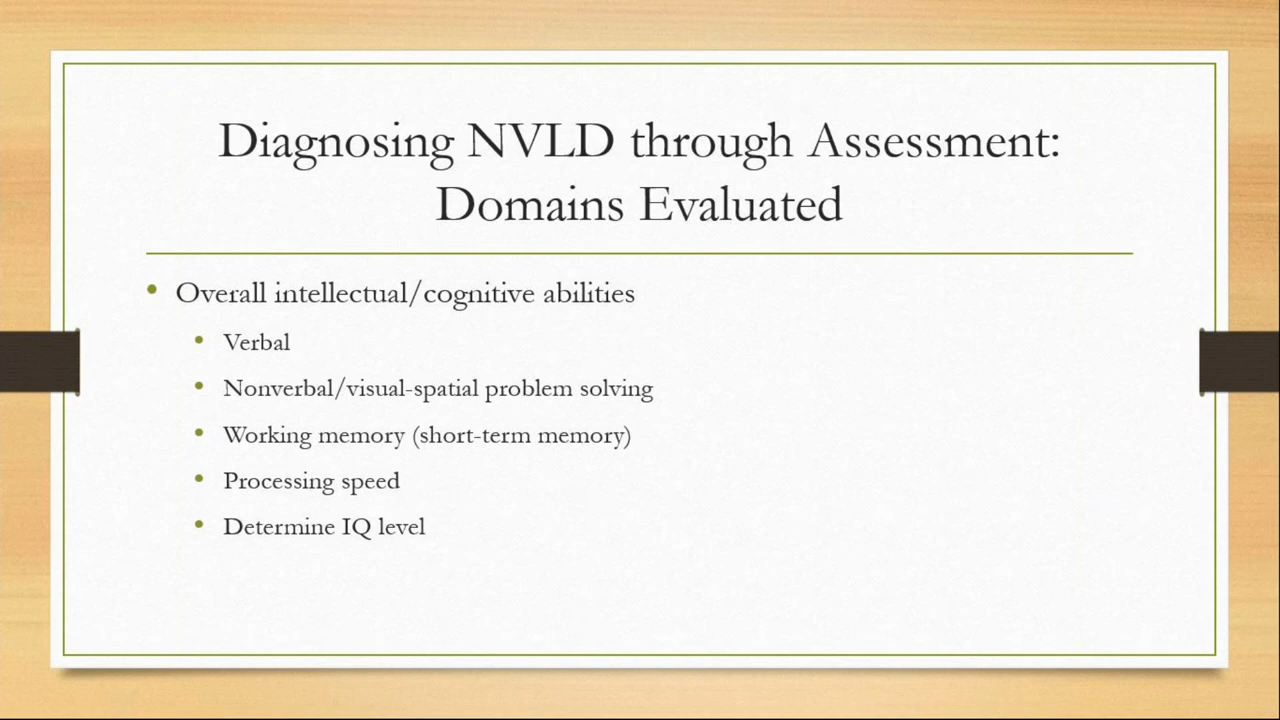 Diagnosing NVLD through Assessment:
Domains Evaluated
• Overall intellectual/cognitive abilities
• Verbal
• Nonverbal/visual-spatial problem solving
• Working memory (short-term memory)
• Processing speed
• Determine IQ level